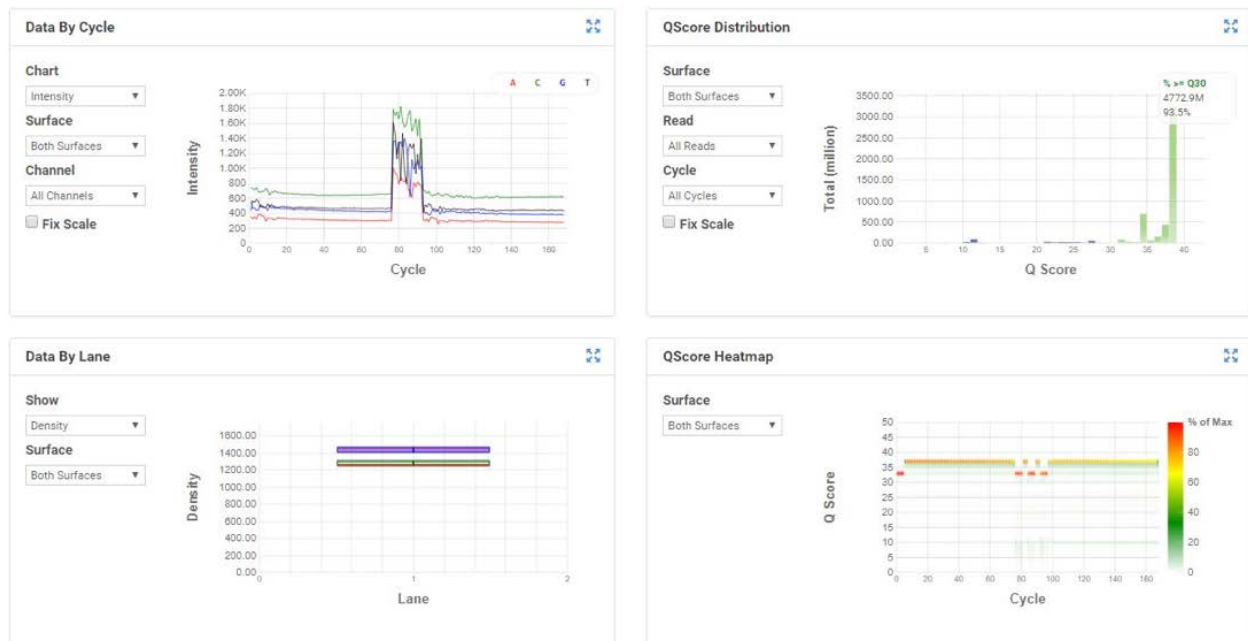 Data By Cycle
Chart
Intensity
Surface
Both Surfaces
Channel
All Channels
Fix Scale
A C G T
Intensity
2.00K
1.80K
1.60K
1.40K
1.20K
1.00K
800
600
400
200
0
0 20 40 60 80 100 120 140 160
Cycle
QScore Distribution
Surface
Both Surfaces
Read
All Reads
Cycle
All Cycles
Fix Scale
% >= Q30
4772.9M
93.5%
Total (million)
3500.00
3000.00
2500.00
2000.00
1500.00
1000.00
500.00
0.00
5 10 15 20 25 30 35 40
Q Score
Data By Lane
Show
Density
Surface
Both Surfaces
Density
1600.00
1400.00
1200.00
1000.00
800.00
600.00
400.00
200.00
0.00
0 1 2
Lane
QScore Heatmap
Surface
Both Surfaces
Q Score
50
45
40
35
30
25
20
15
10
5
0
0 20 40 60 80 100 120 140 160
Cycle
% of Max
80
60
40
20
0